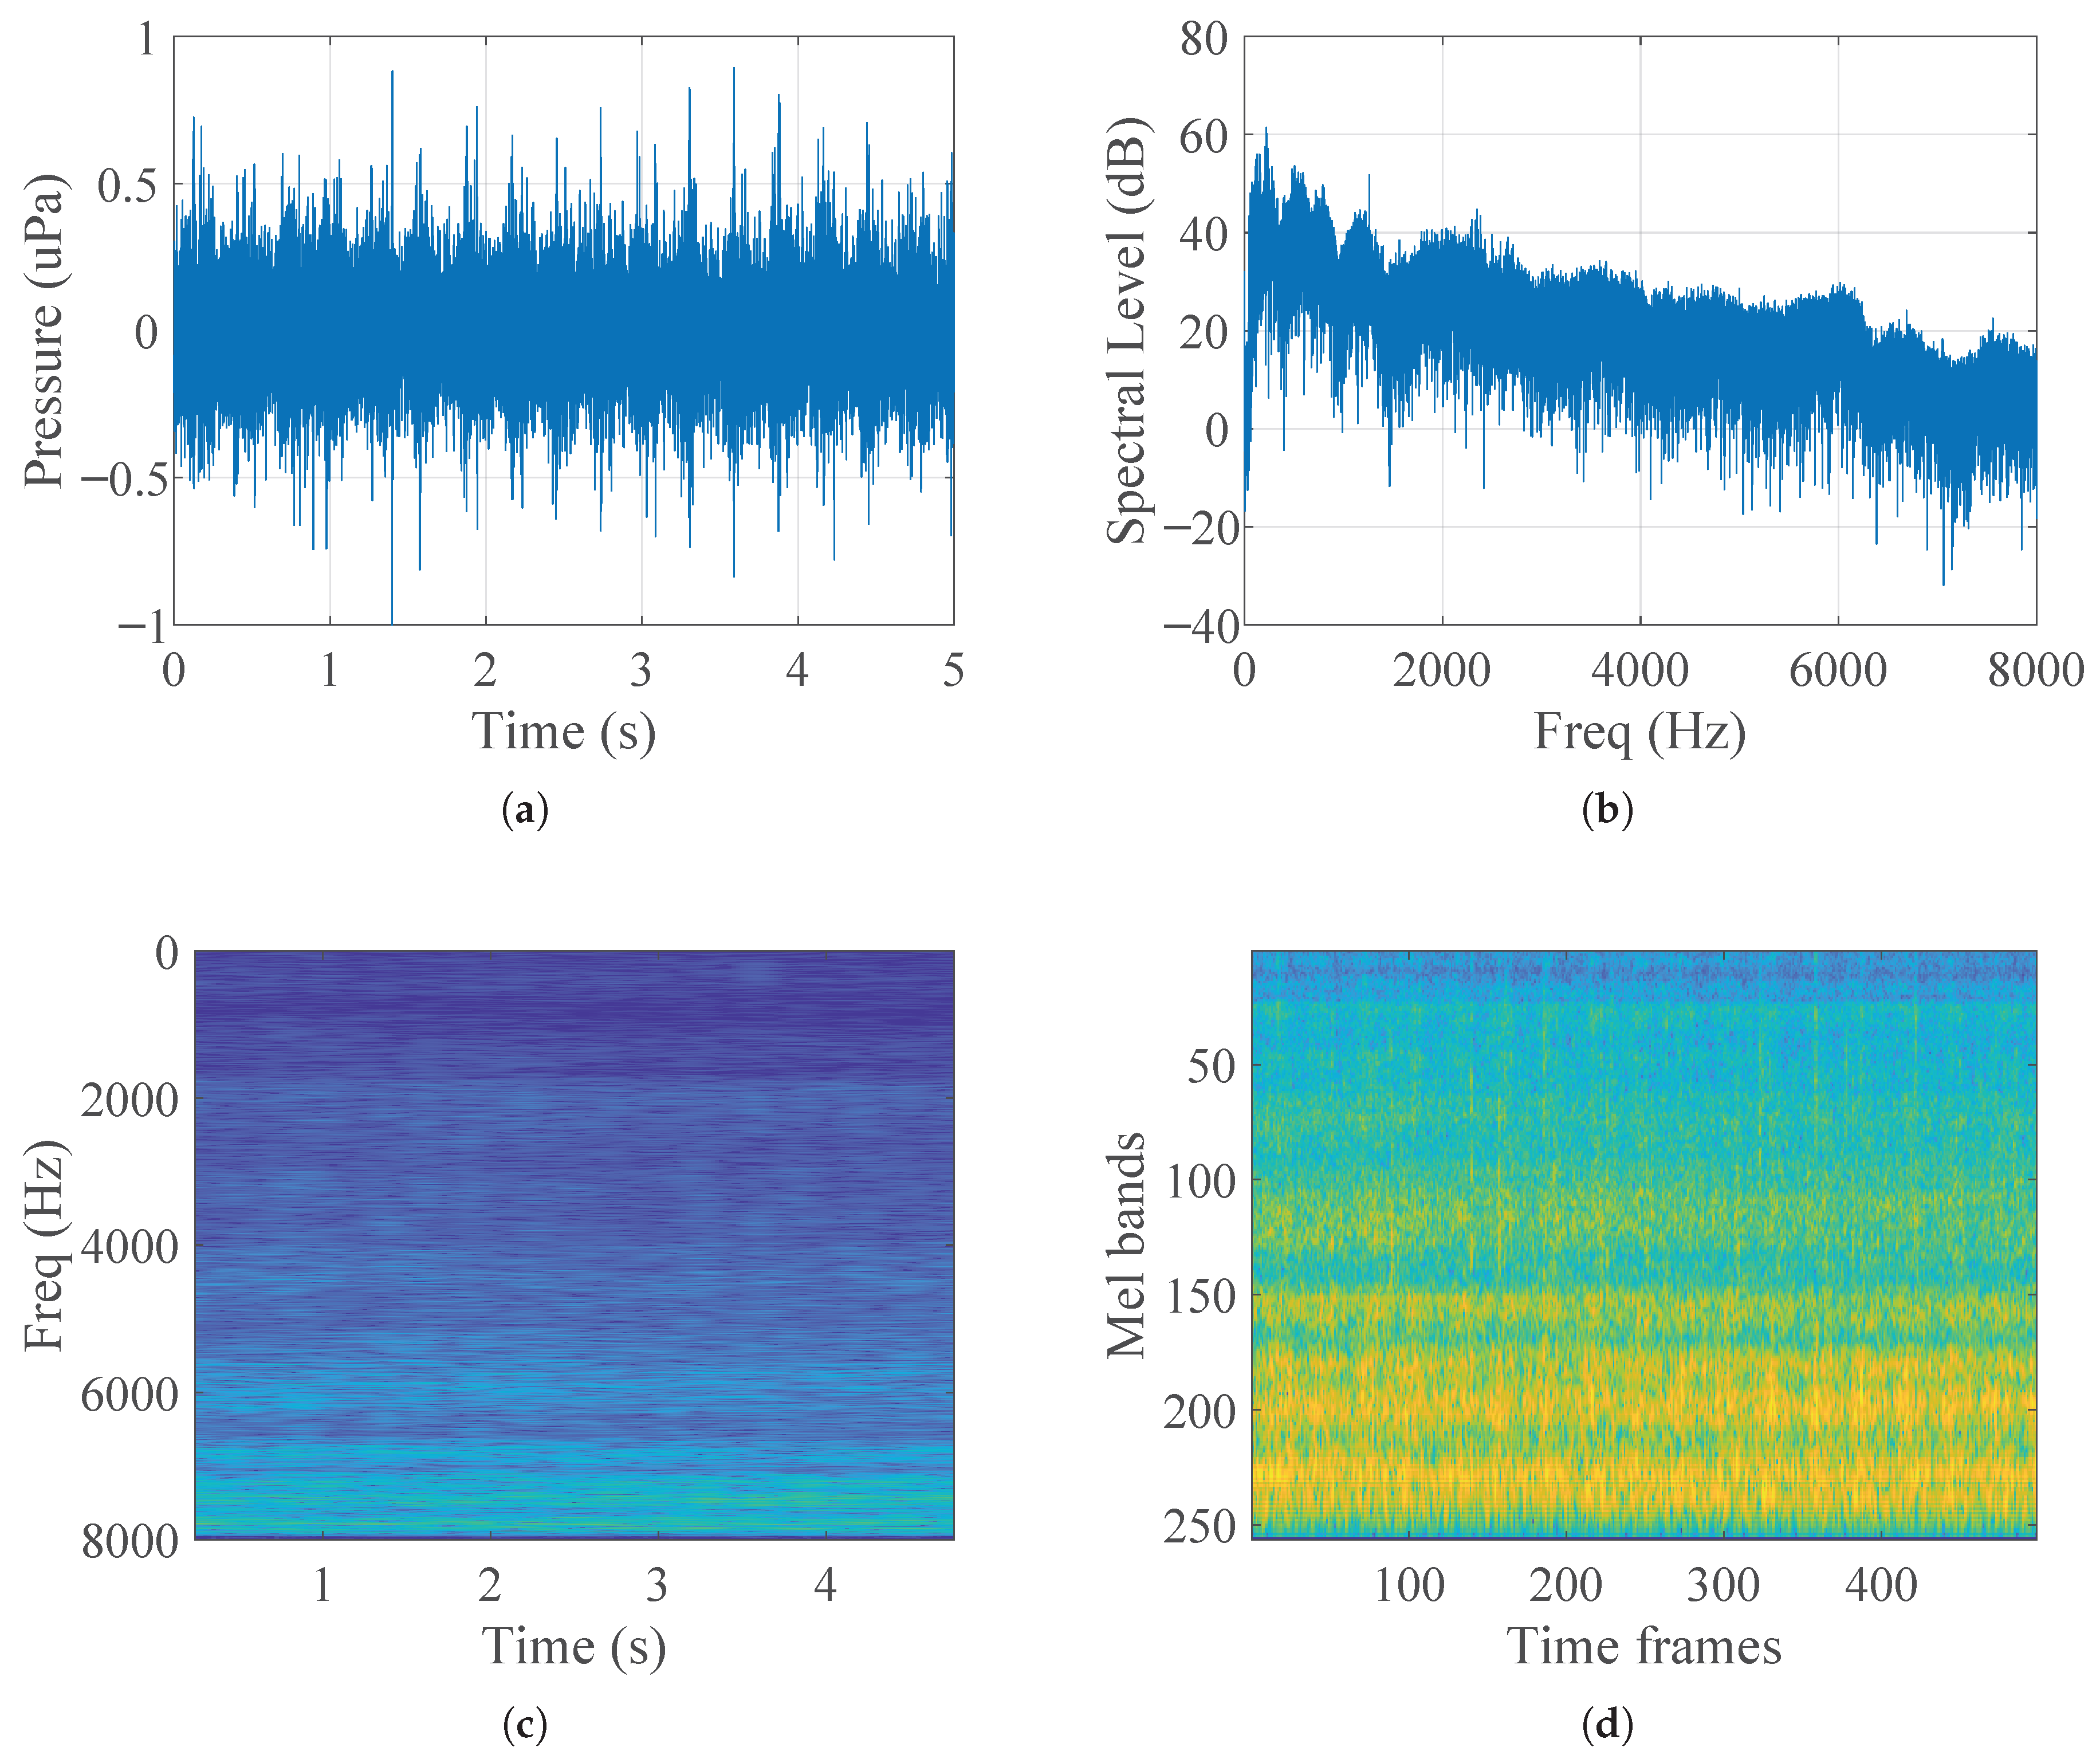 1
0.5
0
−0.5
−1
Pressure (uPa)
0 1 2 3 4 5
Time (s)
(a)
80
60
40
20
0
−20
−40
Spectral Level (dB)
0 2000 4000 6000 8000
Freq (Hz)
(b)
0
2000
4000
6000
8000
Freq (Hz)
1 2 3 4
Time (s)
(c)
50
100
150
200
250
Mel bands
100 200 300 400
Time frames
(d)